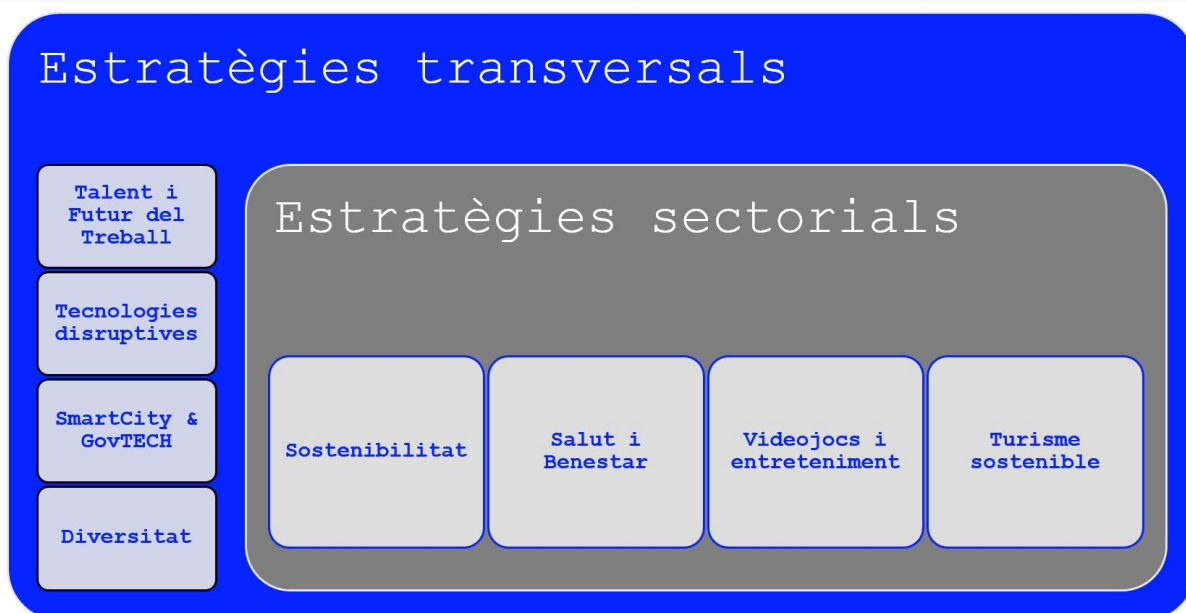 Estratègies transversals
Talent i
Futur del
Treball
Tecnologies
disruptives
SmartCity &
GovTECH
Diversitat
Estratègies sectorials
Sostenibilitat
Salut i
Benestar
Videojocs i
entreteniment
Turisme
sostenible